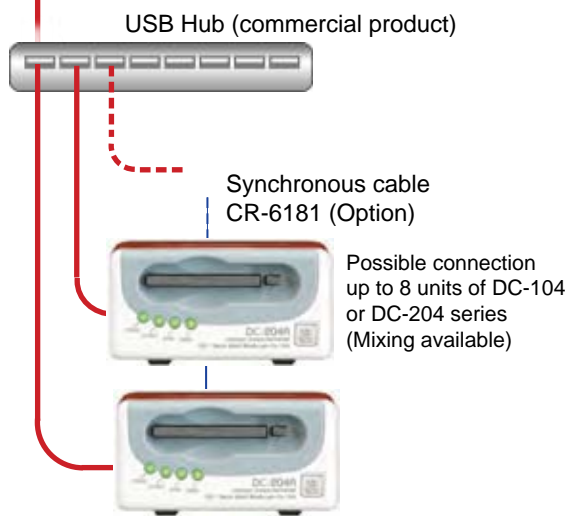 USB Hub (commercial product)
Synchronous cable
CR-6181 (Option)
Possible connection
up to 8 units of DC-104
or DC-204 series
(Mixing available)
DC-204R
DC-204R